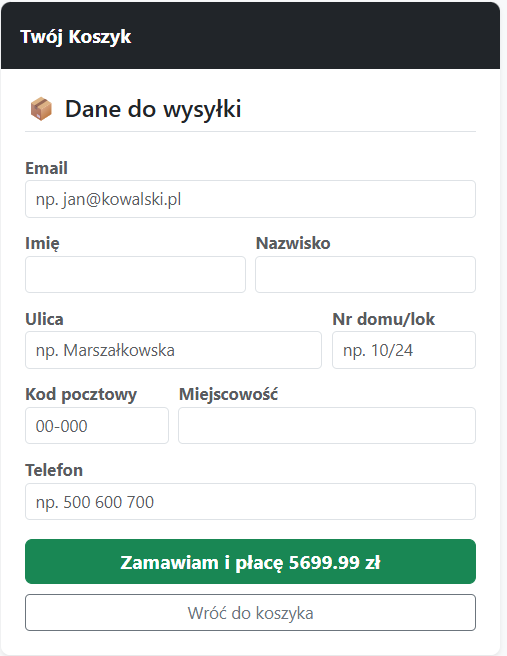 Twój Koszyk
Dane do wysyłki
Email
np. jan@kowalski.pl
Imię Nazwisko
Ulica Nr domu/lok
np. Marszałkowska np. 10/24
Kod pocztowy Miejscowość
00-000
Telefon
np. 500 600 700
Zamawiam i płacę 5699.99 zł
Wróć do koszyka